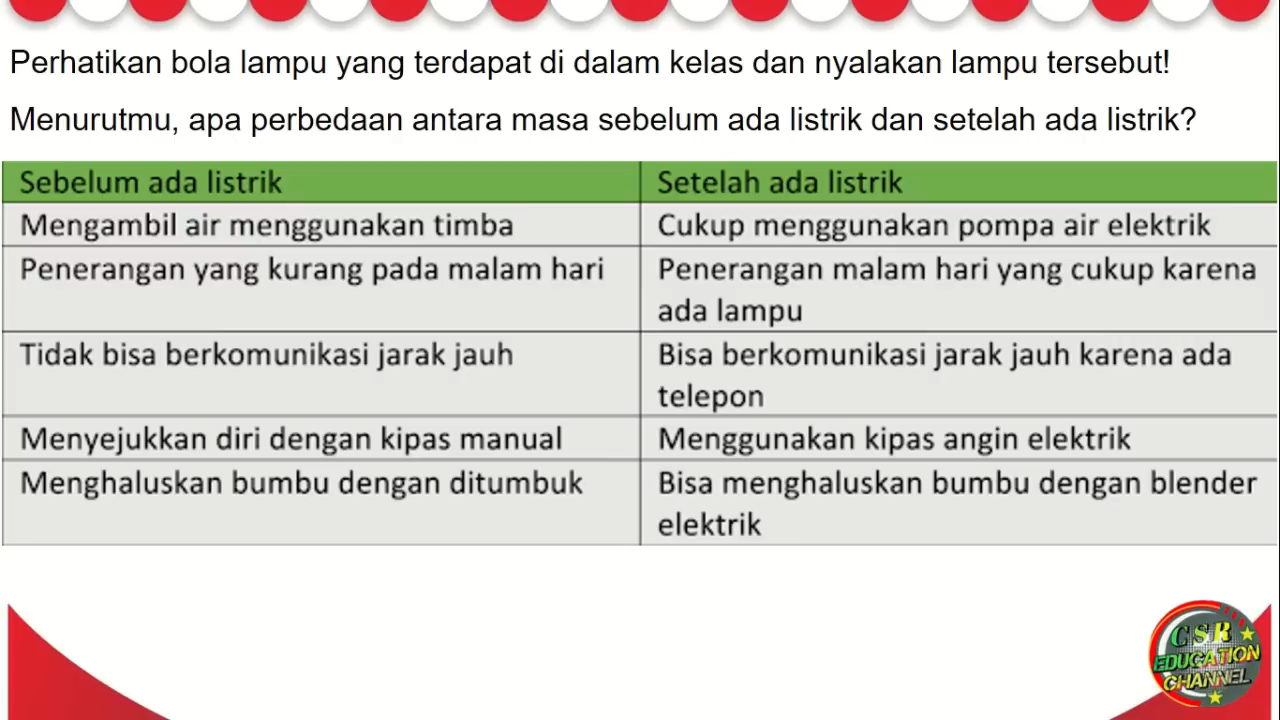 Perhatikan bola lampu yang terdapat di dalam kelas dan nyalakan lampu tersebut!
Menurutmu, apa perbedaan antara masa sebelum ada listrik dan setelah ada listrik?
Sebelum ada listrik
Setelah ada listrik
Mengambil air menggunakan timba
Cukup menggunakan pompa air elektrik
Penerangan yang kurang pada malam hari
Penerangan malam hari yang cukup karena
ada lampu
Tidak bisa berkomunikasi jarak jauh
Bisa berkomunikasi jarak jauh karena ada
telepon
Menyejukkan diri dengan kipas manual
Menggunakan kipas angin elektrik
Menghaluskan bumbu dengan ditumbuk
Bisa menghaluskan bumbu dengan blender
elektrik
CSR
EDUCATION
CHANNEL